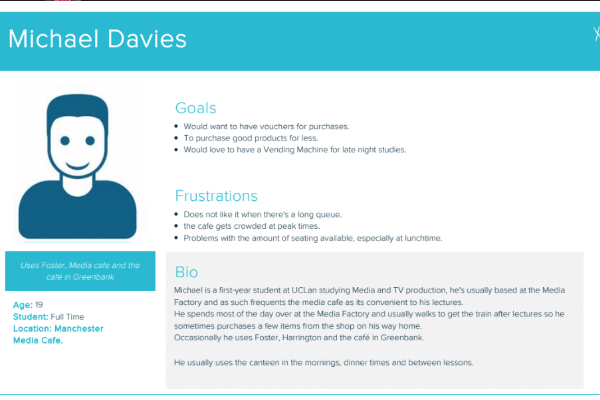 Michael Davies
Goals
Would want to have vouchers for purchases.
To purchase good products for less.
Would love to have a Vending Machine for late night studies.
Frustrations
Does not like it when there's a long queue.
the cafe gets crowded at peak times.
Problems with the amount of seating available, especially at lunchtime.
Uses Foster, Media cafe and the
café in Greenbank
Age: 19
Student: Full Time
Location: Manchester
Media Cafe.
Bio
Michael is a first-year student at UCLan studying Media and TV production, he's usually based at the Media
Factory and as such frequents the media cafe as its convenient to his lectures.
He spends most of the day over at the Media Factory and usually walks to get the train after lectures so he
sometimes purchases a few items from the shop on his way home.
Occasionally he uses Foster, Harrington and the café in Greenbank.
He usually uses the canteen in the mornings, dinner times and between lessons.